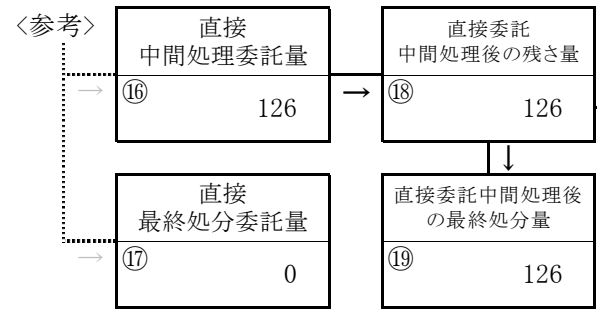 〈参考〉
直接
中間処理委託量
⑯
126
→
→
直接委託
中間処理後の残さ量
⑱
126
↓
直接
最終処分委託量
⑰
0
→
直接委託中間処理後
の最終処分量
⑲
126